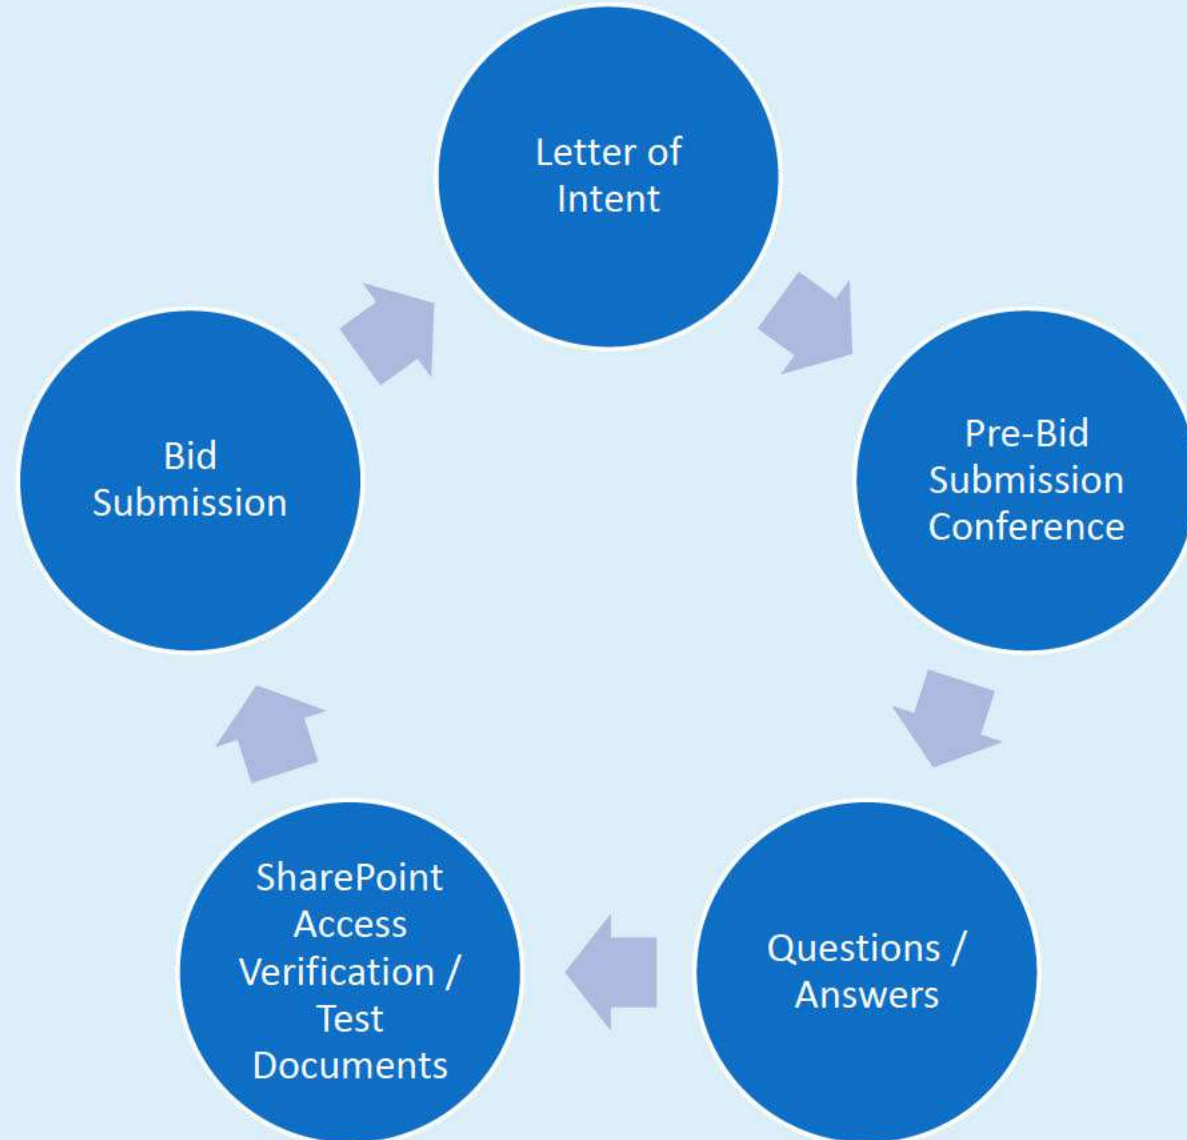 Letter of
Intent
Pre-Bid
Submission
Conference
Questions /
Answers
SharePoint
Access
Verification /
Test
Documents
Bid
Submission